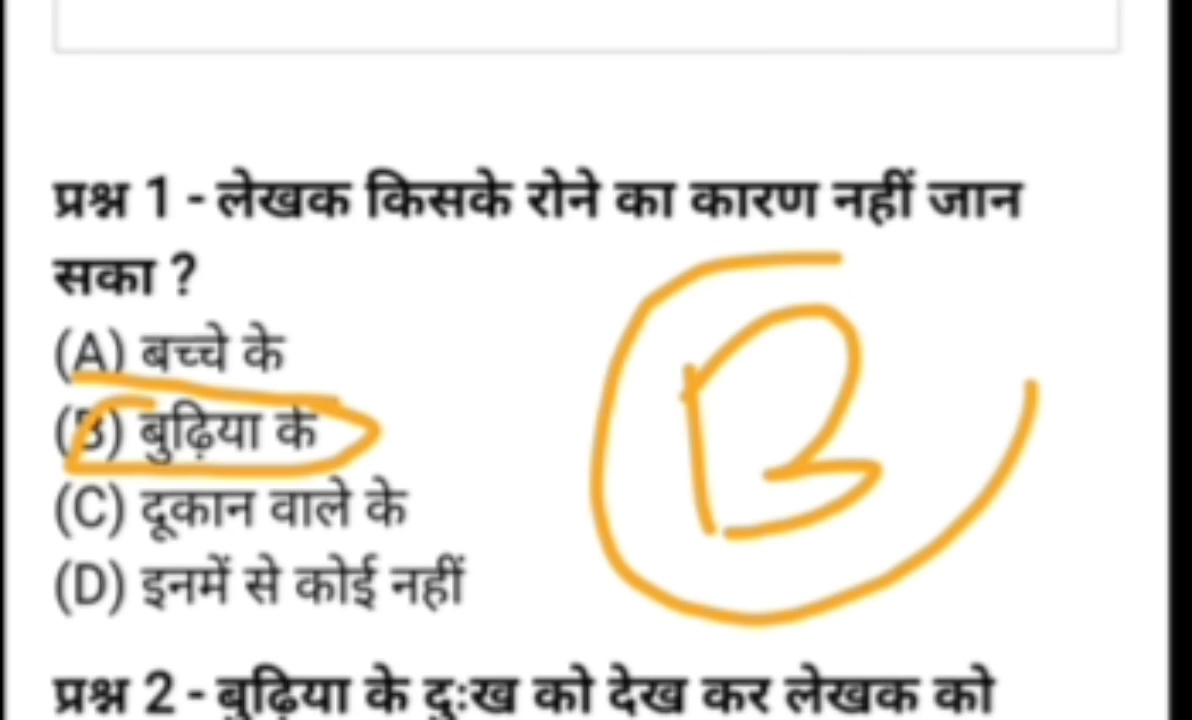 प्रश्न 1 - लेखक किसके रोने का कारण नहीं जान
सका ?
(A) बच्चे के
(B) बुढ़िया के
B
(C) दूकान वाले के
(D) इनमें से कोई नहीं
प्रश्न 2 - बुढ़िया के दुःख को देख कर लेखक को